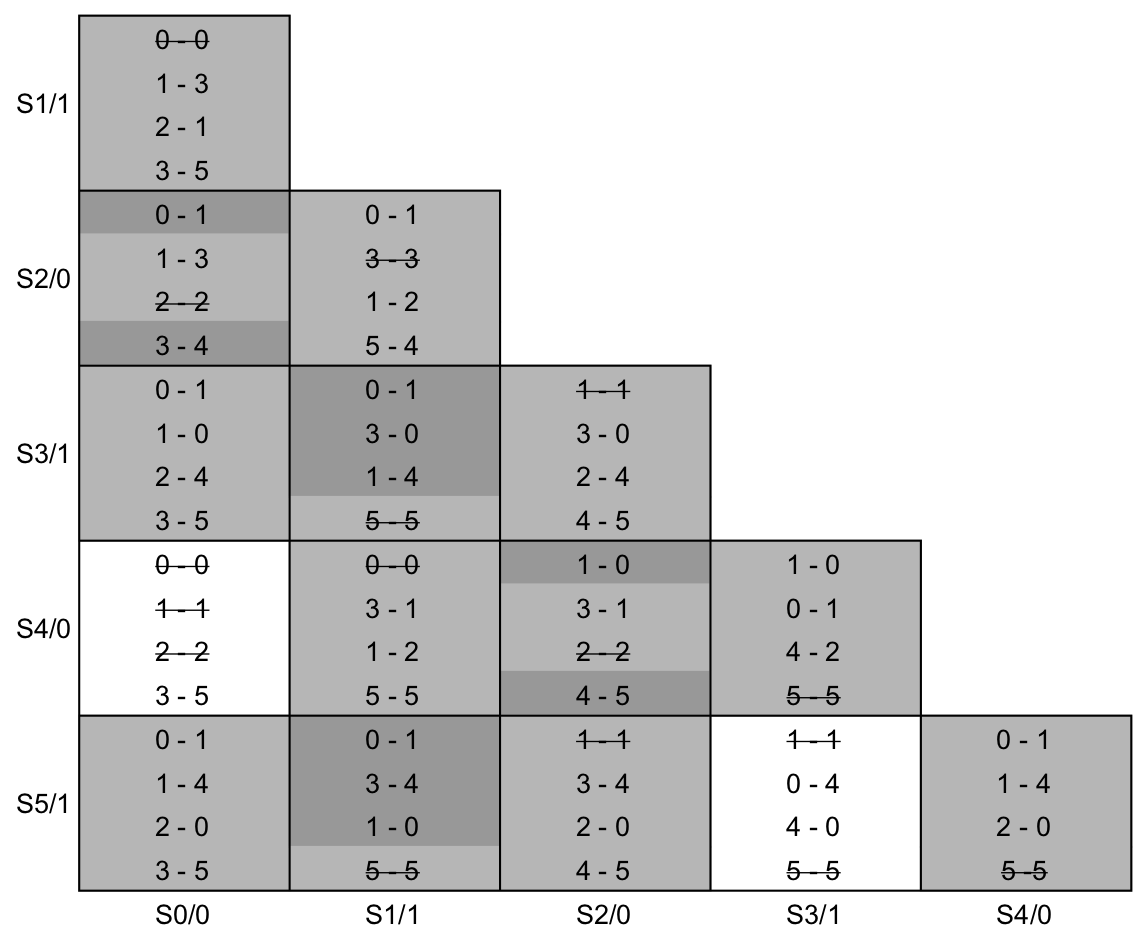 0 - 0
1 - 3
S1/1
2 - 1
3 - 5
0 - 1 0 - 1
1 - 3 3 - 3
S2/0
2 - 2 1 - 2
3 - 4 5 - 4
0 - 1 0 - 1 1 - 1
1 - 0 3 - 0 3 - 0
S3/1
2 - 4 1 - 4 2 - 4
3 - 5 5 - 5 4 - 5
0 - 0 0 - 0 1 - 0 1 - 0
1 - 1 3 - 1 3 - 1 0 - 1
S4/0
2 - 2 1 - 2 2 - 2 4 - 2
3 - 5 5 - 5 4 - 5 5 - 5
0 - 1 0 - 1 1 - 1 1 - 1 0 - 1
1 - 4 3 - 4 3 - 4 0 - 4 1 - 4
S5/1
2 - 0 1 - 0 2 - 0 4 - 0 2 - 0
3 - 5 5 - 5 4 - 5 5 - 5 5 -5
S0/0 S1/1 S2/0 S3/1 S4/0